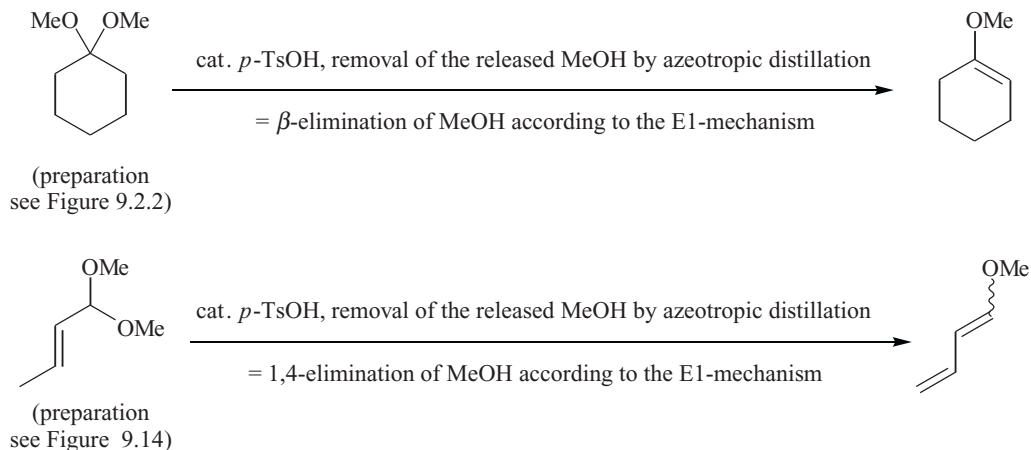 MeO OMe
cat. p-TsOH, removal of the released MeOH by azeotropic distillation
= β-elimination of MeOH according to the E1-mechanism
OMe
(preparation
see Figure 9.2.2)
OMe
OMe
cat. p-TsOH, removal of the released MeOH by azeotropic distillation
= 1,4-elimination of MeOH according to the E1-mechanism
OMe
(preparation
see Figure 9.14)